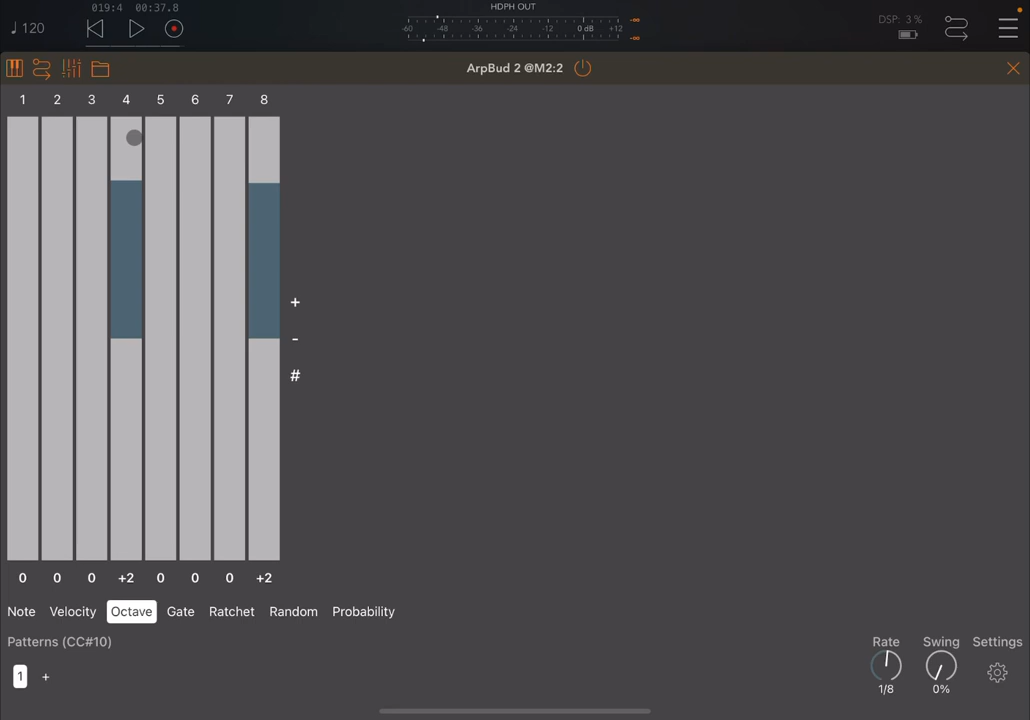 ♩120
019:4 00:37.8
HDPH OUT
-60 -48 -36 -24 -12 0 dB +12
-∞
-∞
DSP: 3 %
ArpBud 2 @M2:2
1 2 3 4 5 6 7 8
+
-
#
0 0 0 +2 0 0 0 +2
Note Velocity Octave Gate Ratchet Random Probability
Patterns (CC#10)
1 +
Rate Swing Settings
1/8 0%